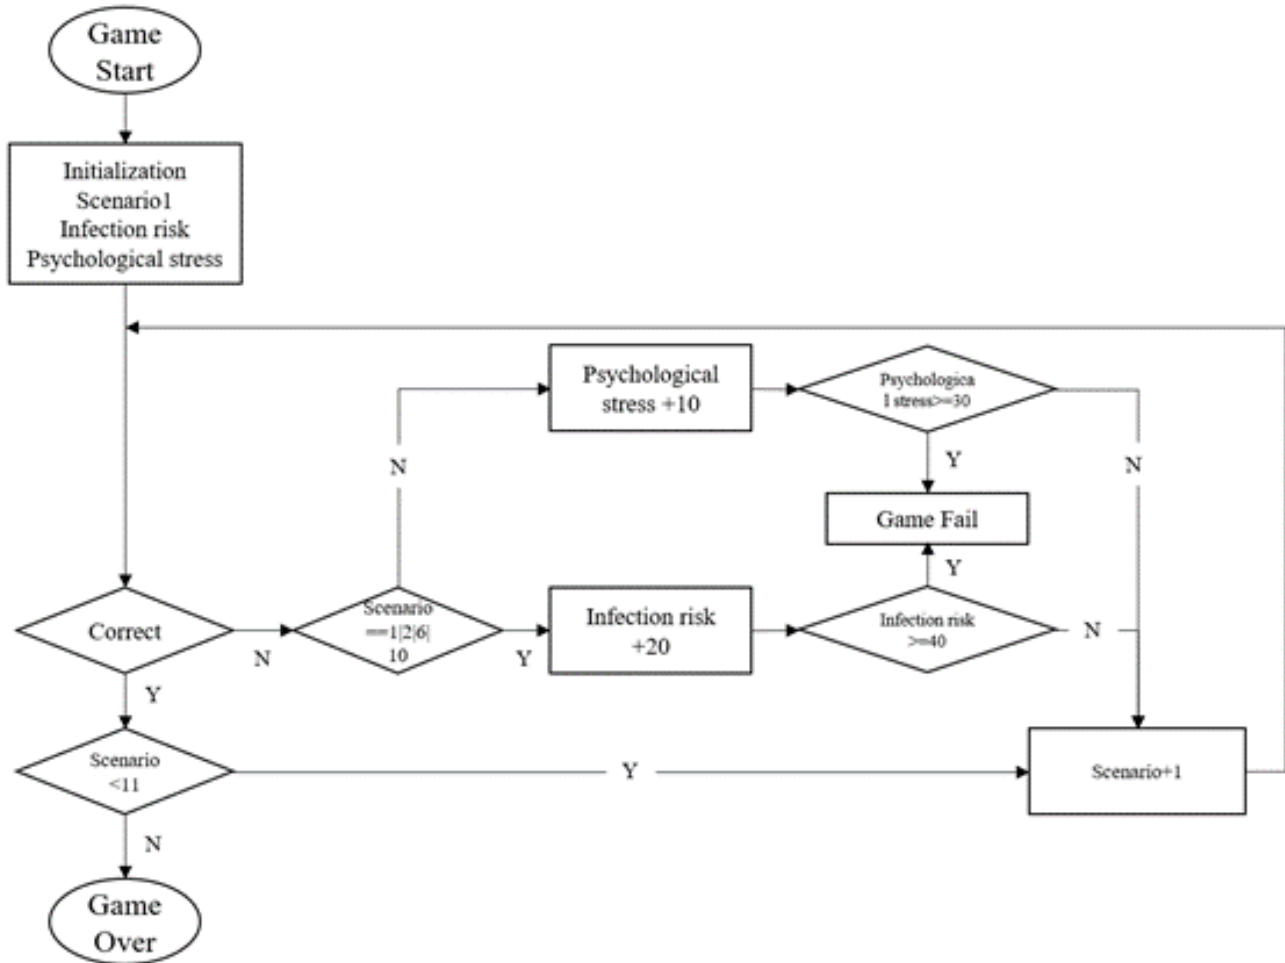 Game
Start
Initialization
Scenario1
Infection risk
Psychological stress
Psychological
stress +10
Psychologica
l stress>=30
N
Y
N
Game Fail
Y
Correct
N
Scenario
==1|2|6|
10
Y
Infection risk
+20
Infection risk
>=40
N
Y
Scenario
<11
Y
Scenario+1
N
Game
Over